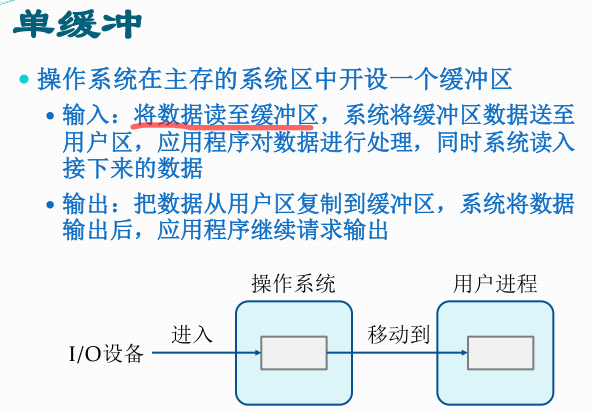 单缓冲
操作系统在主存的系统区中开设一个缓冲区
输入：将数据读至缓冲区，系统将缓冲区数据送至
用户区，应用程序对数据进行处理，同时系统读入
接下来的数据
输出：把数据从用户区复制到缓冲区，系统将数据
输出后，应用程序继续请求输出
操作系统
用户进程
I/O设备
进入
移动到